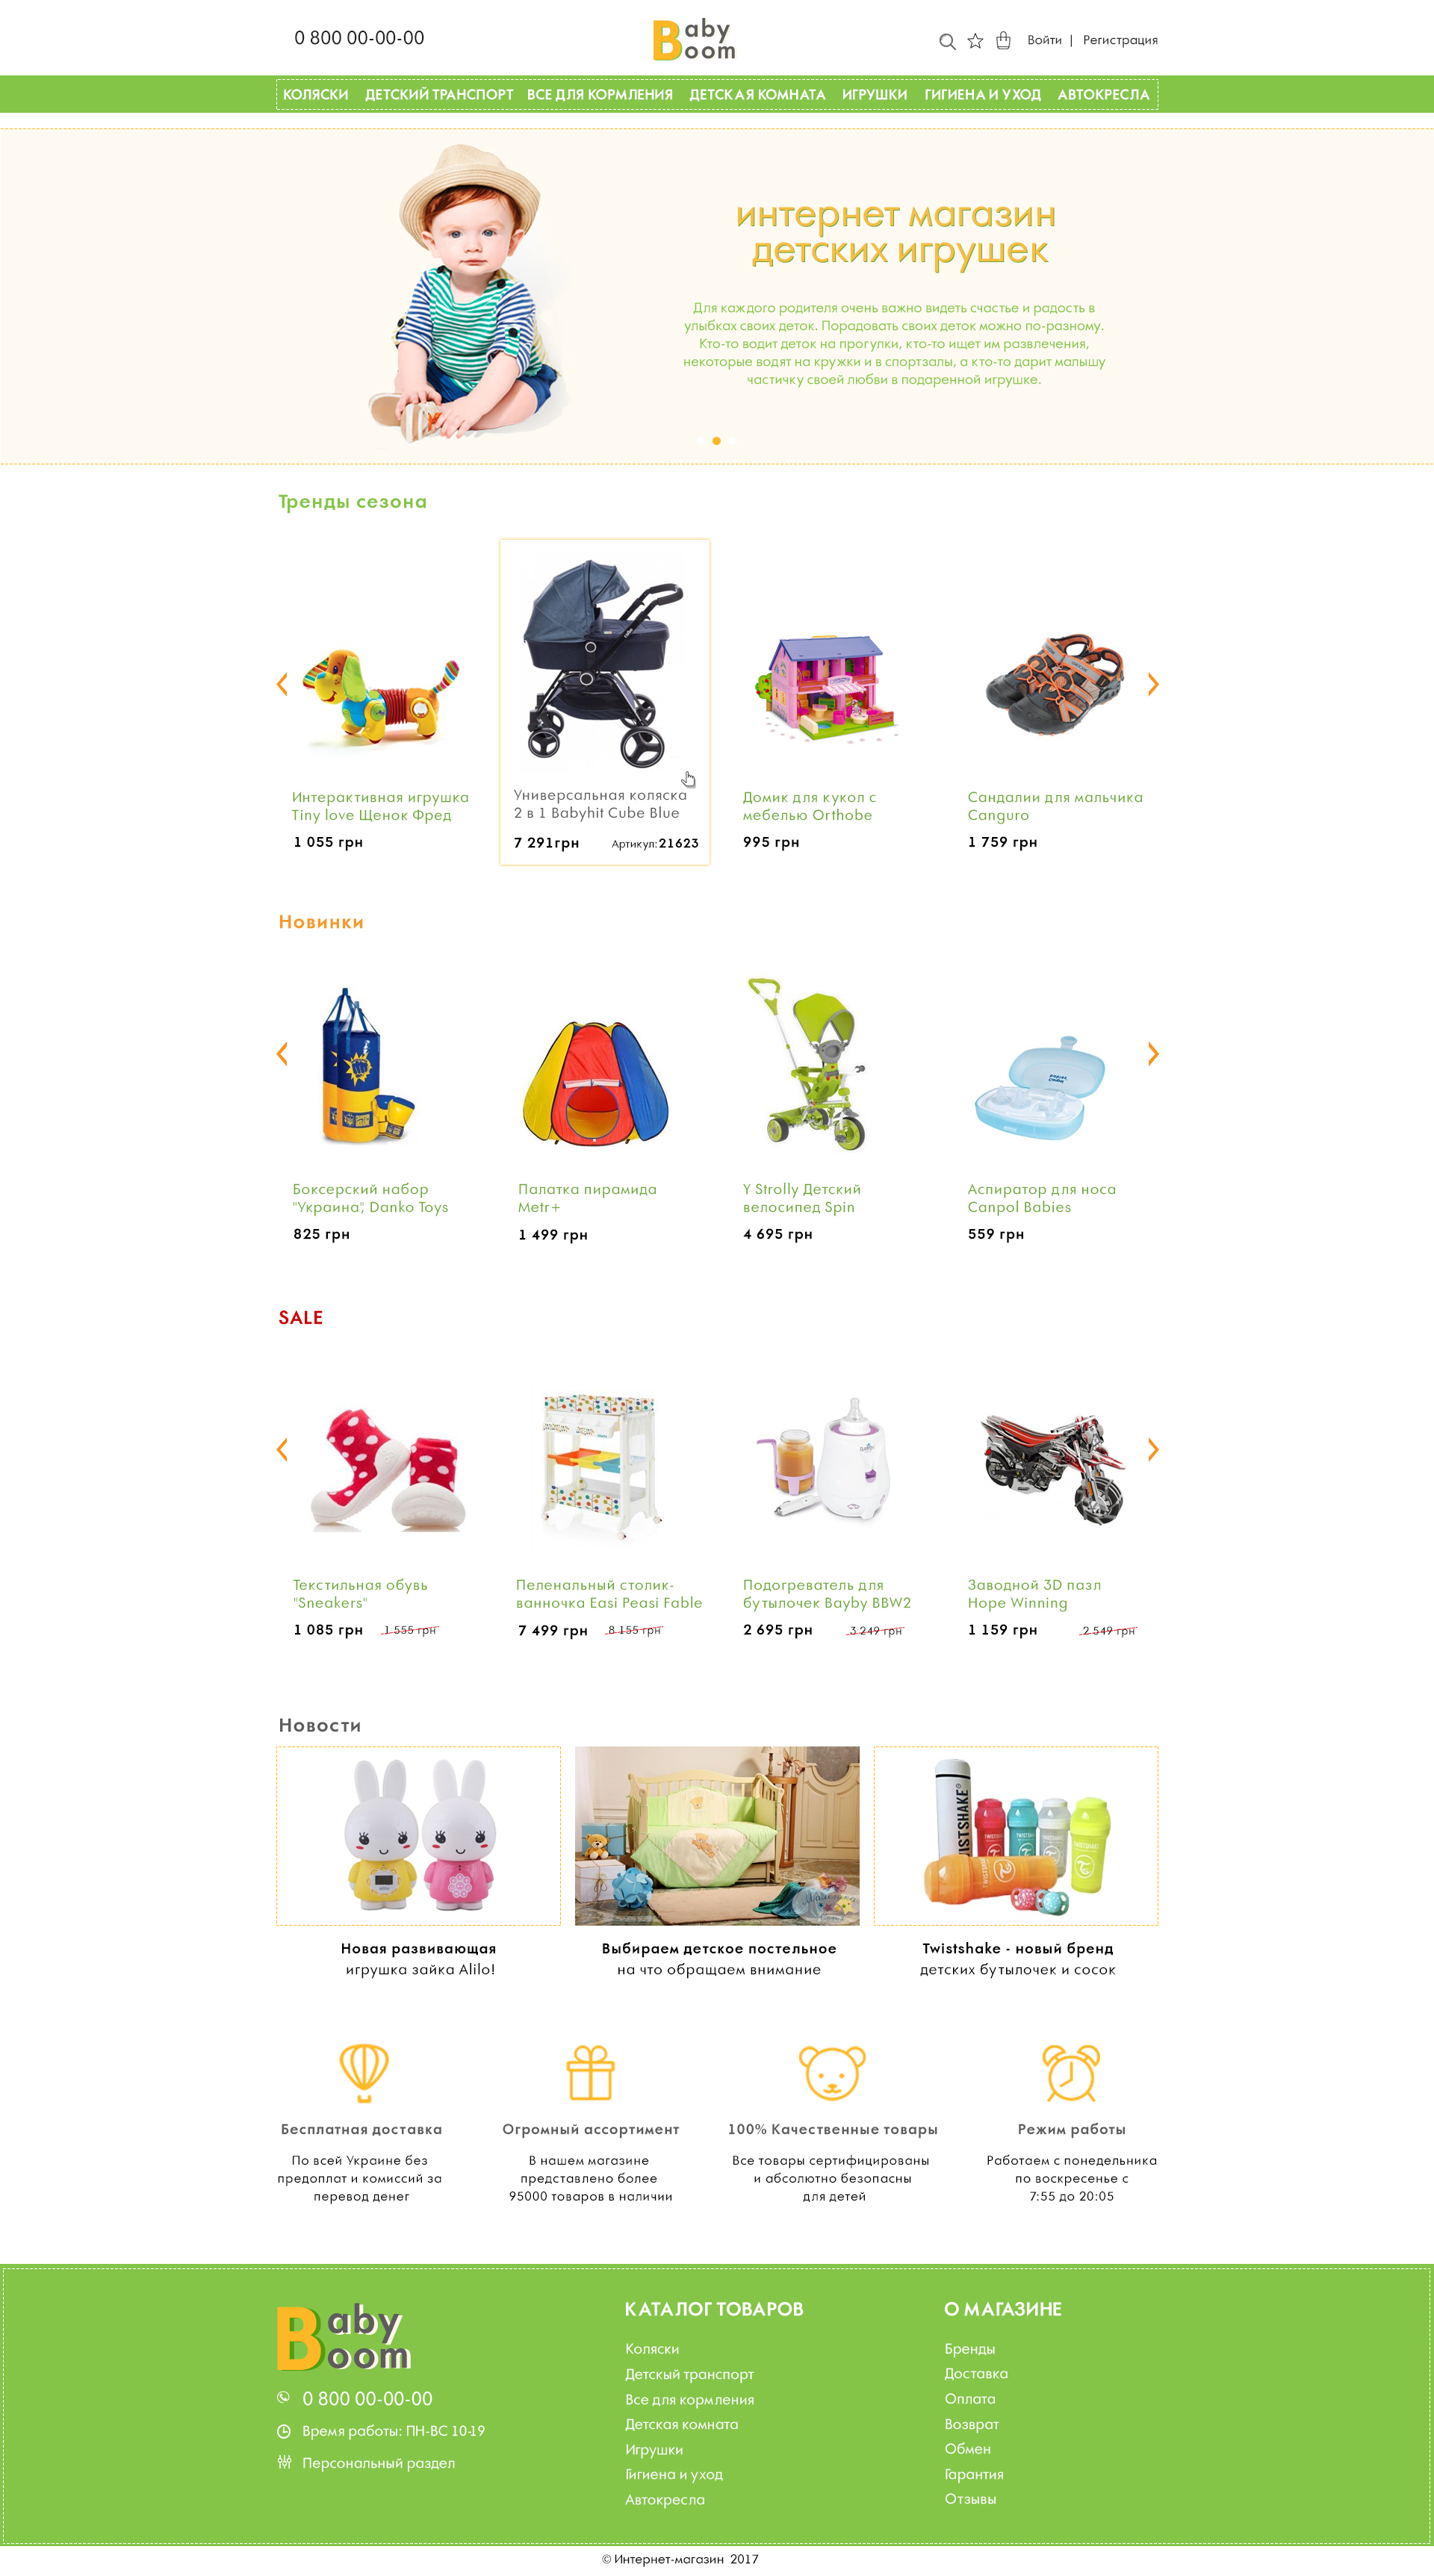 0 800 00-00-00
Baby Boom
Войти | Регистрация
КОЛЯСКИ ДЕТСКИЙ ТРАНСПОРТ ВСЕ ДЛЯ КОРМЛЕНИЯ ДЕТСКАЯ КОМНАТА ИГРУШКИ ГИГИЕНА И УХОД АВТОКРЕСЛА
интернет магазин
детских игрушек
Для каждого родителя очень важно видеть счастье и радость в
улыбках своих деток. Порадовать своих деток можно по-разному.
Кто-то водит деток на прогулки, кто-то ищет им развлечения,
некоторые водят на кружки и в спортзалы, а кто-то дарит малышу
частичку своей любви в подаренной игрушке.
Тренды сезона
Интерактивная игрушка
Tiny love Щенок Фред
1 055 грн
Универсальная коляска
2 в 1 Babyhit Cube Blue
7 291грн Артикул:21623
Домик для кукол с
мебелью Orthobe
995 грн
Сандалии для мальчика
Canguro
1 759 грн
Новинки
Боксерский набор
"Украина", Danko Toys
825 грн
Палатка пирамида
Metr+
1 499 грн
Y Strolly Детский
велосипед Spin
4 695 грн
Аспиратор для носа
Canpol Babies
559 грн
SALE
Текстильная обувь
"Sneakers"
1 085 грн 1 555 грн
Пеленальный столик-
ванночка Easi Peasi Fable
7 499 грн 8 155 грн
Подогреватель для
бутылочек Bayby BBW2
2 695 грн 3 249 грн
Заводной 3D пазл
Hope Winning
1 159 грн 2 549 грн
Новости
TWISTSHAKE
Новая развивающая
игрушка зайка Alilo!
Выбираем детское постельное
на что обращаем внимание
Twistshake - новый бренд
детских бутылочек и сосок
Бесплатная доставка
По всей Украине без
предоплат и комиссий за
перевод денег
Огромный ассортимент
В нашем магазине
представлено более
95000 товаров в наличии
100% Качественные товары
Все товары сертифицированы
и абсолютно безопасны
для детей
Режим работы
Работаем с понедельника
по воскресенье с
7:55 до 20:05
Baby Boom
0 800 00-00-00
Время работы: ПН-ВС 10-19
Персональный раздел
КАТАЛОГ ТОВАРОВ
Коляски
Детскый транспорт
Все для кормления
Детская комната
Игрушки
Гигиена и уход
Автокресла
О МАГАЗИНЕ
Бренды
Доставка
Оплата
Возврат
Обмен
Гарантия
Отзывы
© Интернет-магазин 2017